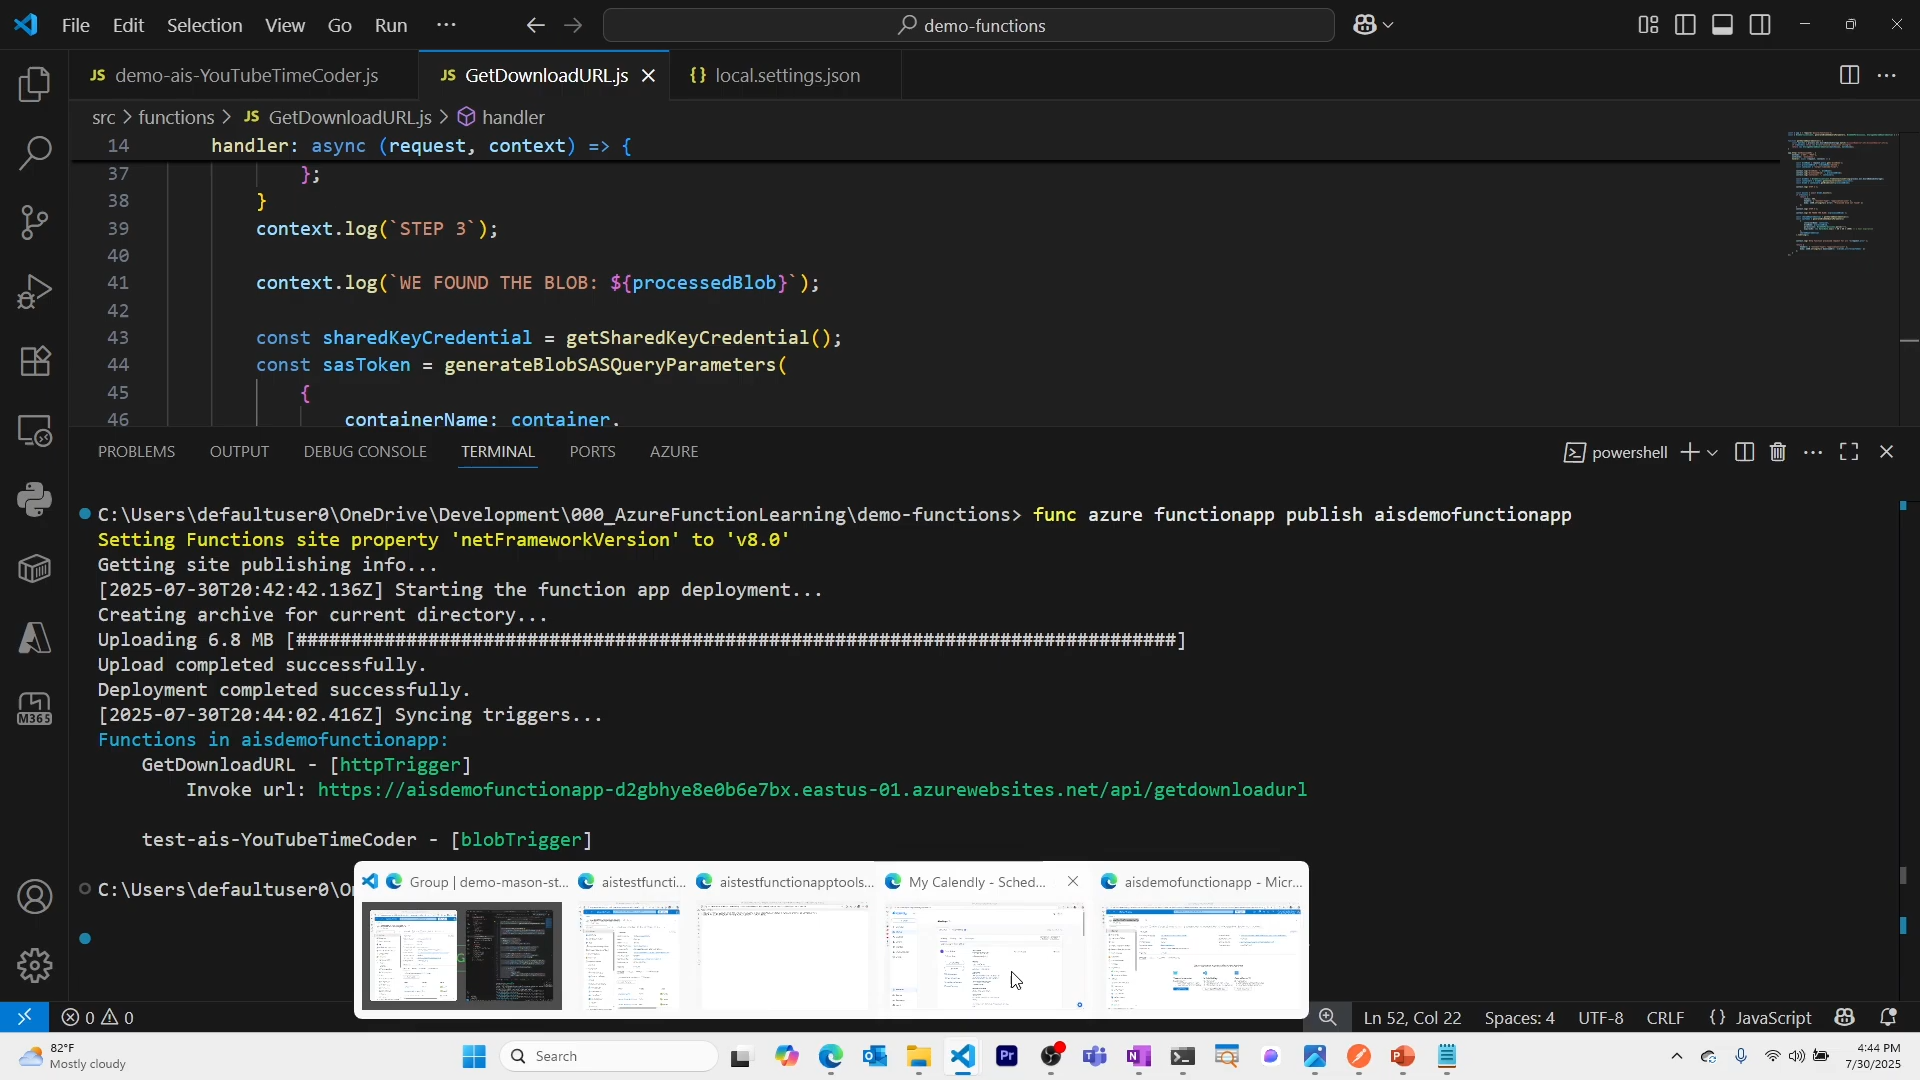 File Edit Selection View Go Run ···
demo-functions
JS demo-ais-YouTubeTimeCoder.js
JS GetDownloadURL.js
{} local.settings.json
src > functions > JS GetDownloadURL.js > handler
14 handler: async (request, context) => {
37 };
38 }
39 context.log(`STEP 3`);
40
41 context.log(`WE FOUND THE BLOB: ${processedBlob}`);
42
43 const sharedKeyCredential = getSharedKeyCredential();
44 const sasToken = generateBlobSASQueryParameters(
45 {
46 containerName: container,
PROBLEMS OUTPUT DEBUG CONSOLE TERMINAL PORTS AZURE
powershell
C:\Users\defaultuser0\OneDrive\Development\000_AzureFunctionLearning\demo-functions> func azure functionapp publish aisdemofunctionapp
Setting Functions site property 'netFrameworkVersion' to 'v8.0'
Getting site publishing info...
[2025-07-30T20:42:42.136Z] Starting the function app deployment...
Creating archive for current directory...
Uploading 6.8 MB [################################################################################]
Upload completed successfully.
Deployment completed successfully.
[2025-07-30T20:44:02.416Z] Syncing triggers...
Functions in aisdemofunctionapp:
GetDownloadURL - [httpTrigger]
Invoke url: https://aisdemofunctionapp-d2gbhye8e0b6e7bx.eastus-01.azurewebsites.net/api/getdownloadurl
test-ais-YouTubeTimeCoder - [blobTrigger]
C:\Users\defaultuser0\O
Group | demo-mason-st...
aistestfuncti...
aistestfunctionapptools...
My Calendly - Sched...
aisdemofunctionapp - Micr...
0 0
Ln 52, Col 22 Spaces: 4 UTF-8 CRLF {} JavaScript
M365
82°F
Mostly cloudy
Search
Pr
4:44 PM
7/30/2025